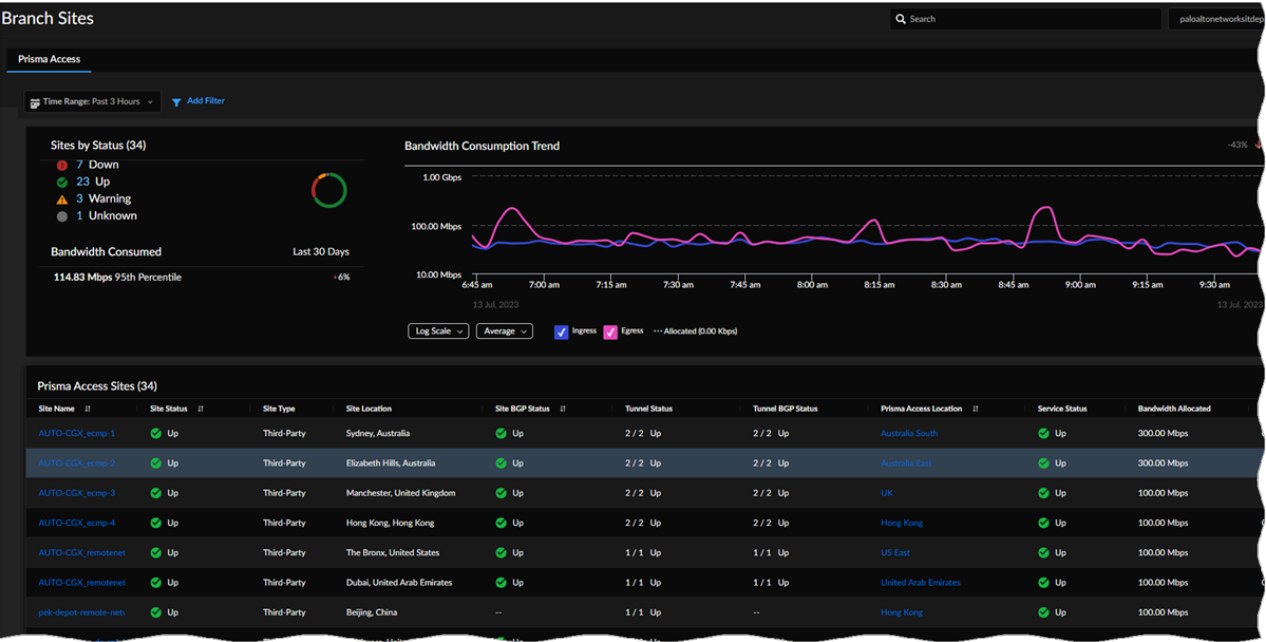 Branch Sites
Search
paloaltonetworksitdep
Prisma Access
Time Range: Past 3 Hours
Add Filter
Sites by Status (34)
7 Down
23 Up
3 Warning
1 Unknown
Bandwidth Consumed Last 30 Days
114.83 Mbps 95th Percentile +6%
Bandwidth Consumption Trend
-43%
1.00 Gbps
100.00 Mbps
10.00 Mbps
6:45 am 7:00 am 7:15 am 7:30 am 7:45 am 8:00 am 8:15 am 8:30 am 8:45 am 9:00 am 9:15 am 9:30 am
13 Jul, 2023 13 Jul, 2023
Log Scale Average Ingress Egress Allocated (0.00 Kbps)
Prisma Access Sites (34)
Site Name Site Status Site Type Site Location Site BGP Status Tunnel Status Tunnel BGP Status Prisma Access Location Service Status Bandwidth Allocated
AUTO-CGX_ecmp-1 Up Third-Party Sydney, Australia Up 2 / 2 Up 2 / 2 Up Australia South Up 300.00 Mbps
AUTO-CGX_ecmp-2 Up Third-Party Elizabeth Hills, Australia Up 2 / 2 Up 2 / 2 Up Australia East Up 300.00 Mbps
AUTO-CGX_ecmp-3 Up Third-Party Manchester, United Kingdom Up 2 / 2 Up 2 / 2 Up UK Up 100.00 Mbps
AUTO-CGX_ecmp-4 Up Third-Party Hong Kong, Hong Kong Up 2 / 2 Up 2 / 2 Up Hong Kong Up 100.00 Mbps
AUTO-CGX_remotenet Up Third-Party The Bronx, United States Up 1 / 1 Up 1 / 1 Up US East Up 100.00 Mbps
AUTO-CGX_remotenet Up Third-Party Dubai, United Arab Emirates Up 1 / 1 Up 1 / 1 Up United Arab Emirates Up 100.00 Mbps
pek-depot-remote-netw Up Third-Party Beijing, China -- 1 / 1 Up -- Hong Kong Up 100.00 Mbps